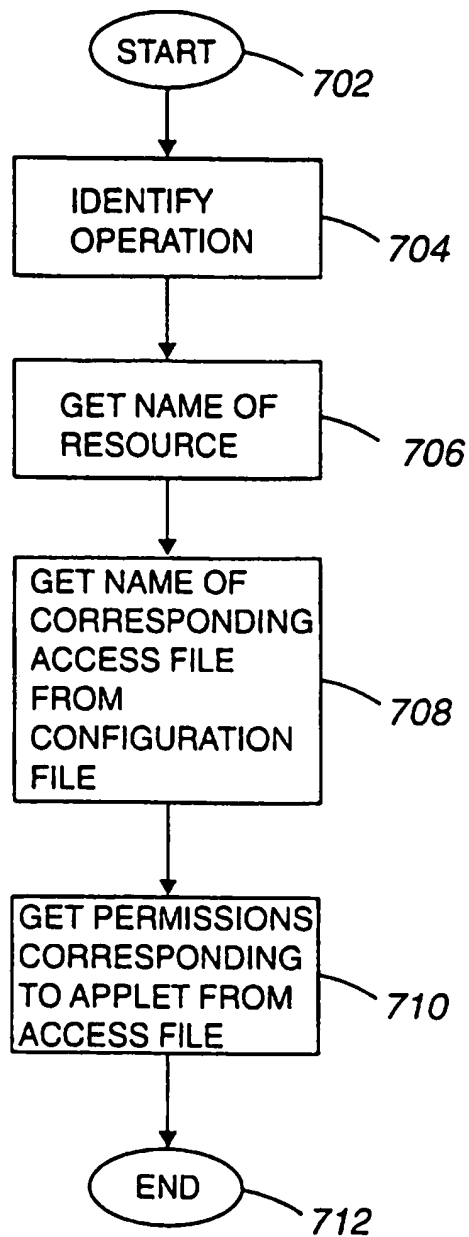 START
702
IDENTIFY
OPERATION
704
GET NAME OF
RESOURCE
706
GET NAME OF
CORRESPONDING
ACCESS FILE
FROM
CONFIGURATION
FILE
708
GET PERMISSIONS
CORRESPONDING
TO APPLET FROM
ACCESS FILE
710
END
712